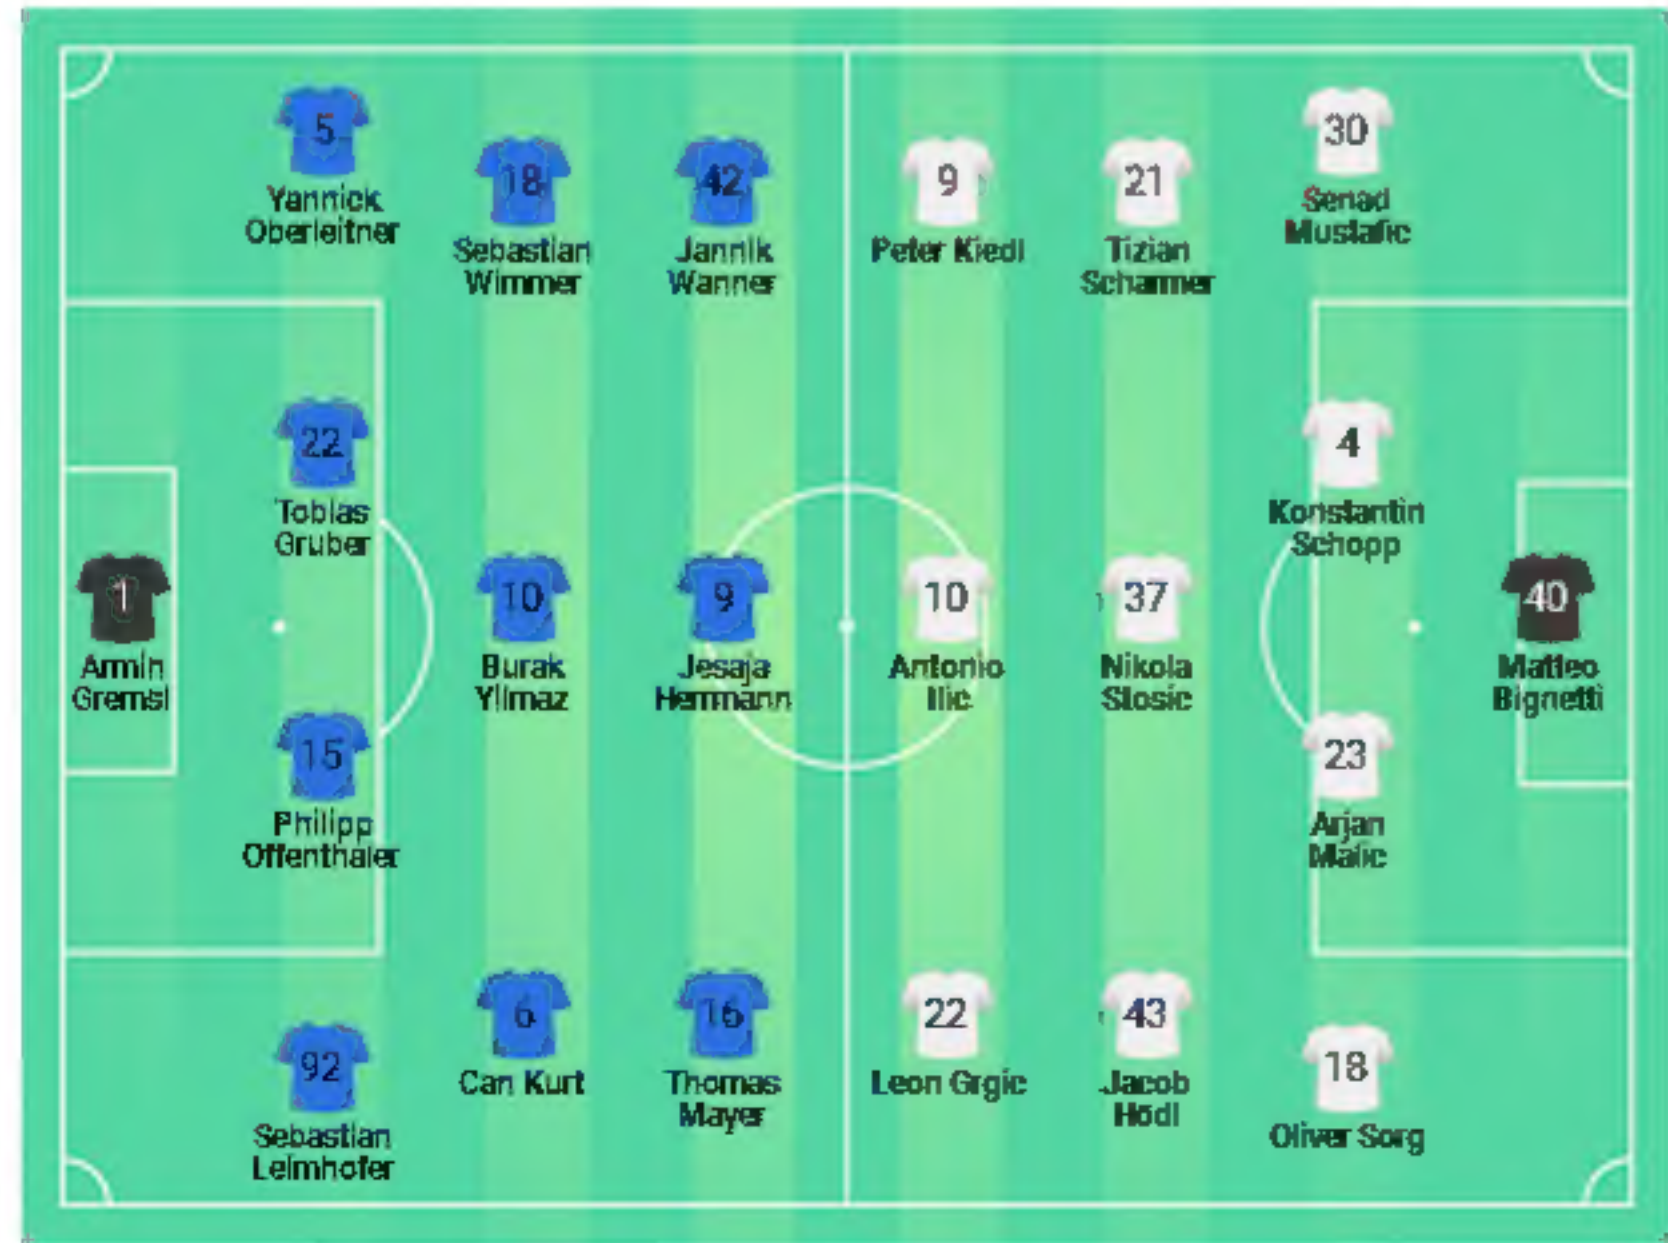 5
Yannick
Oberleitner
22
Tobias
Gruber
1
Armin
Gremsl
15
Philipp
Offenthaler
92
Sebastian
Leimhofer
18
Sebastian
Wimmer
10
Burak
Yilmaz
6
Can Kurt
42
Jannik
Wanner
9
Jesaja
Herrmann
16
Thomas
Mayer
9
Peter Kiedl
10
Antonio
Ilic
22
Leon Grgic
21
Tizian
Scharmer
37
Nikola
Stosic
43
Jacob
Hödl
30
Senad
Mustafic
4
Konstantin
Schopp
23
Arjan
Malic
18
Oliver Sorg
40
Matteo
Bignetti